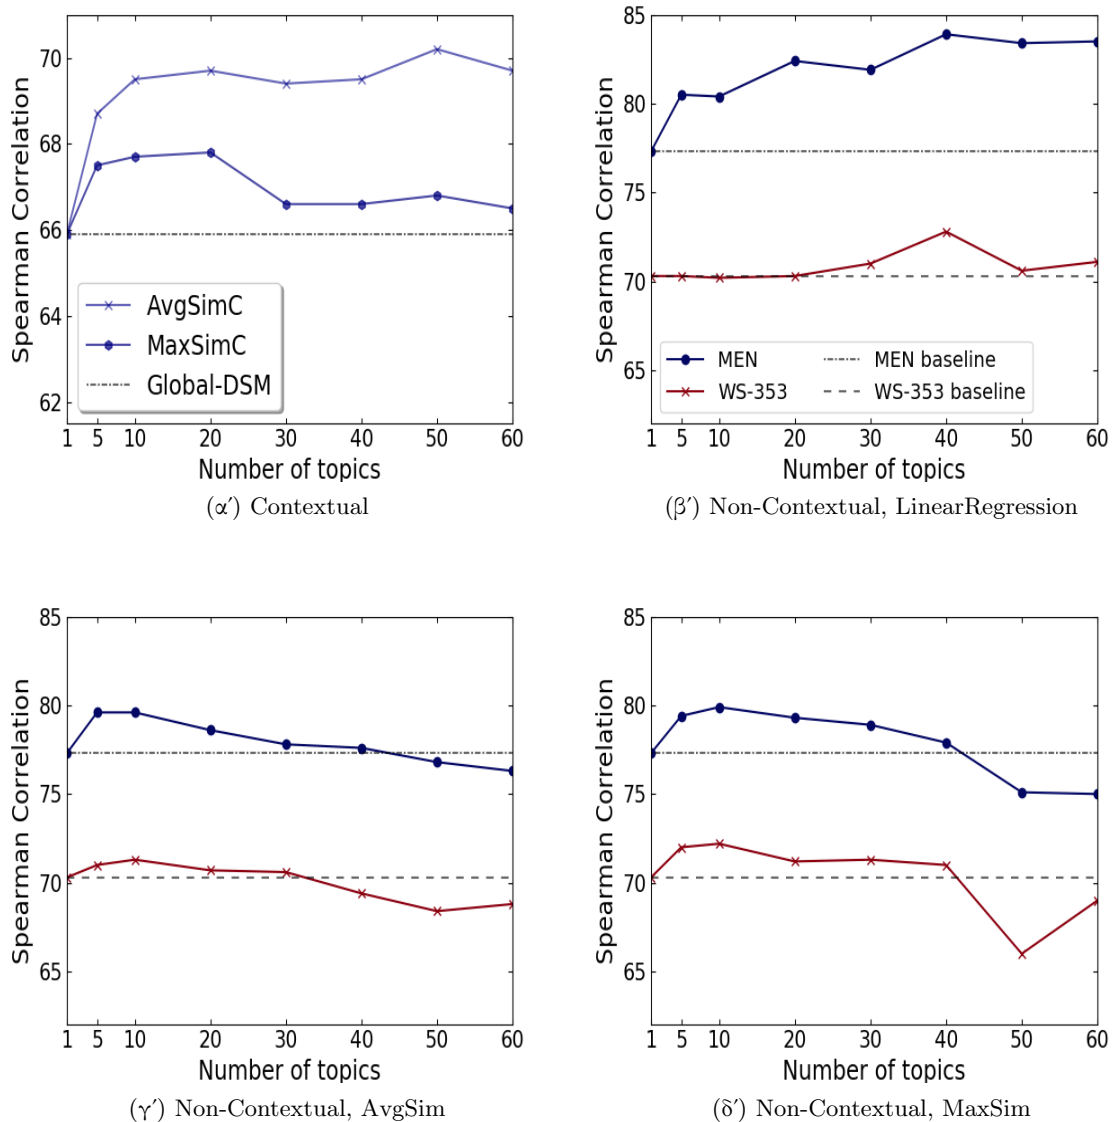 70
68
66
64
62
Spearman Correlation
AvgSimC
MaxSimC
Global-DSM
1 5 10 20 30 40 50 60
Number of topics
(α′) Contextual
85
80
75
70
65
Spearman Correlation
MEN
WS-353
MEN baseline
WS-353 baseline
1 5 10 20 30 40 50 60
Number of topics
(β′) Non-Contextual, LinearRegression
85
80
75
70
65
Spearman Correlation
1 5 10 20 30 40 50 60
Number of topics
(γ′) Non-Contextual, AvgSim
85
80
75
70
65
Spearman Correlation
1 5 10 20 30 40 50 60
Number of topics
(δ′) Non-Contextual, MaxSim